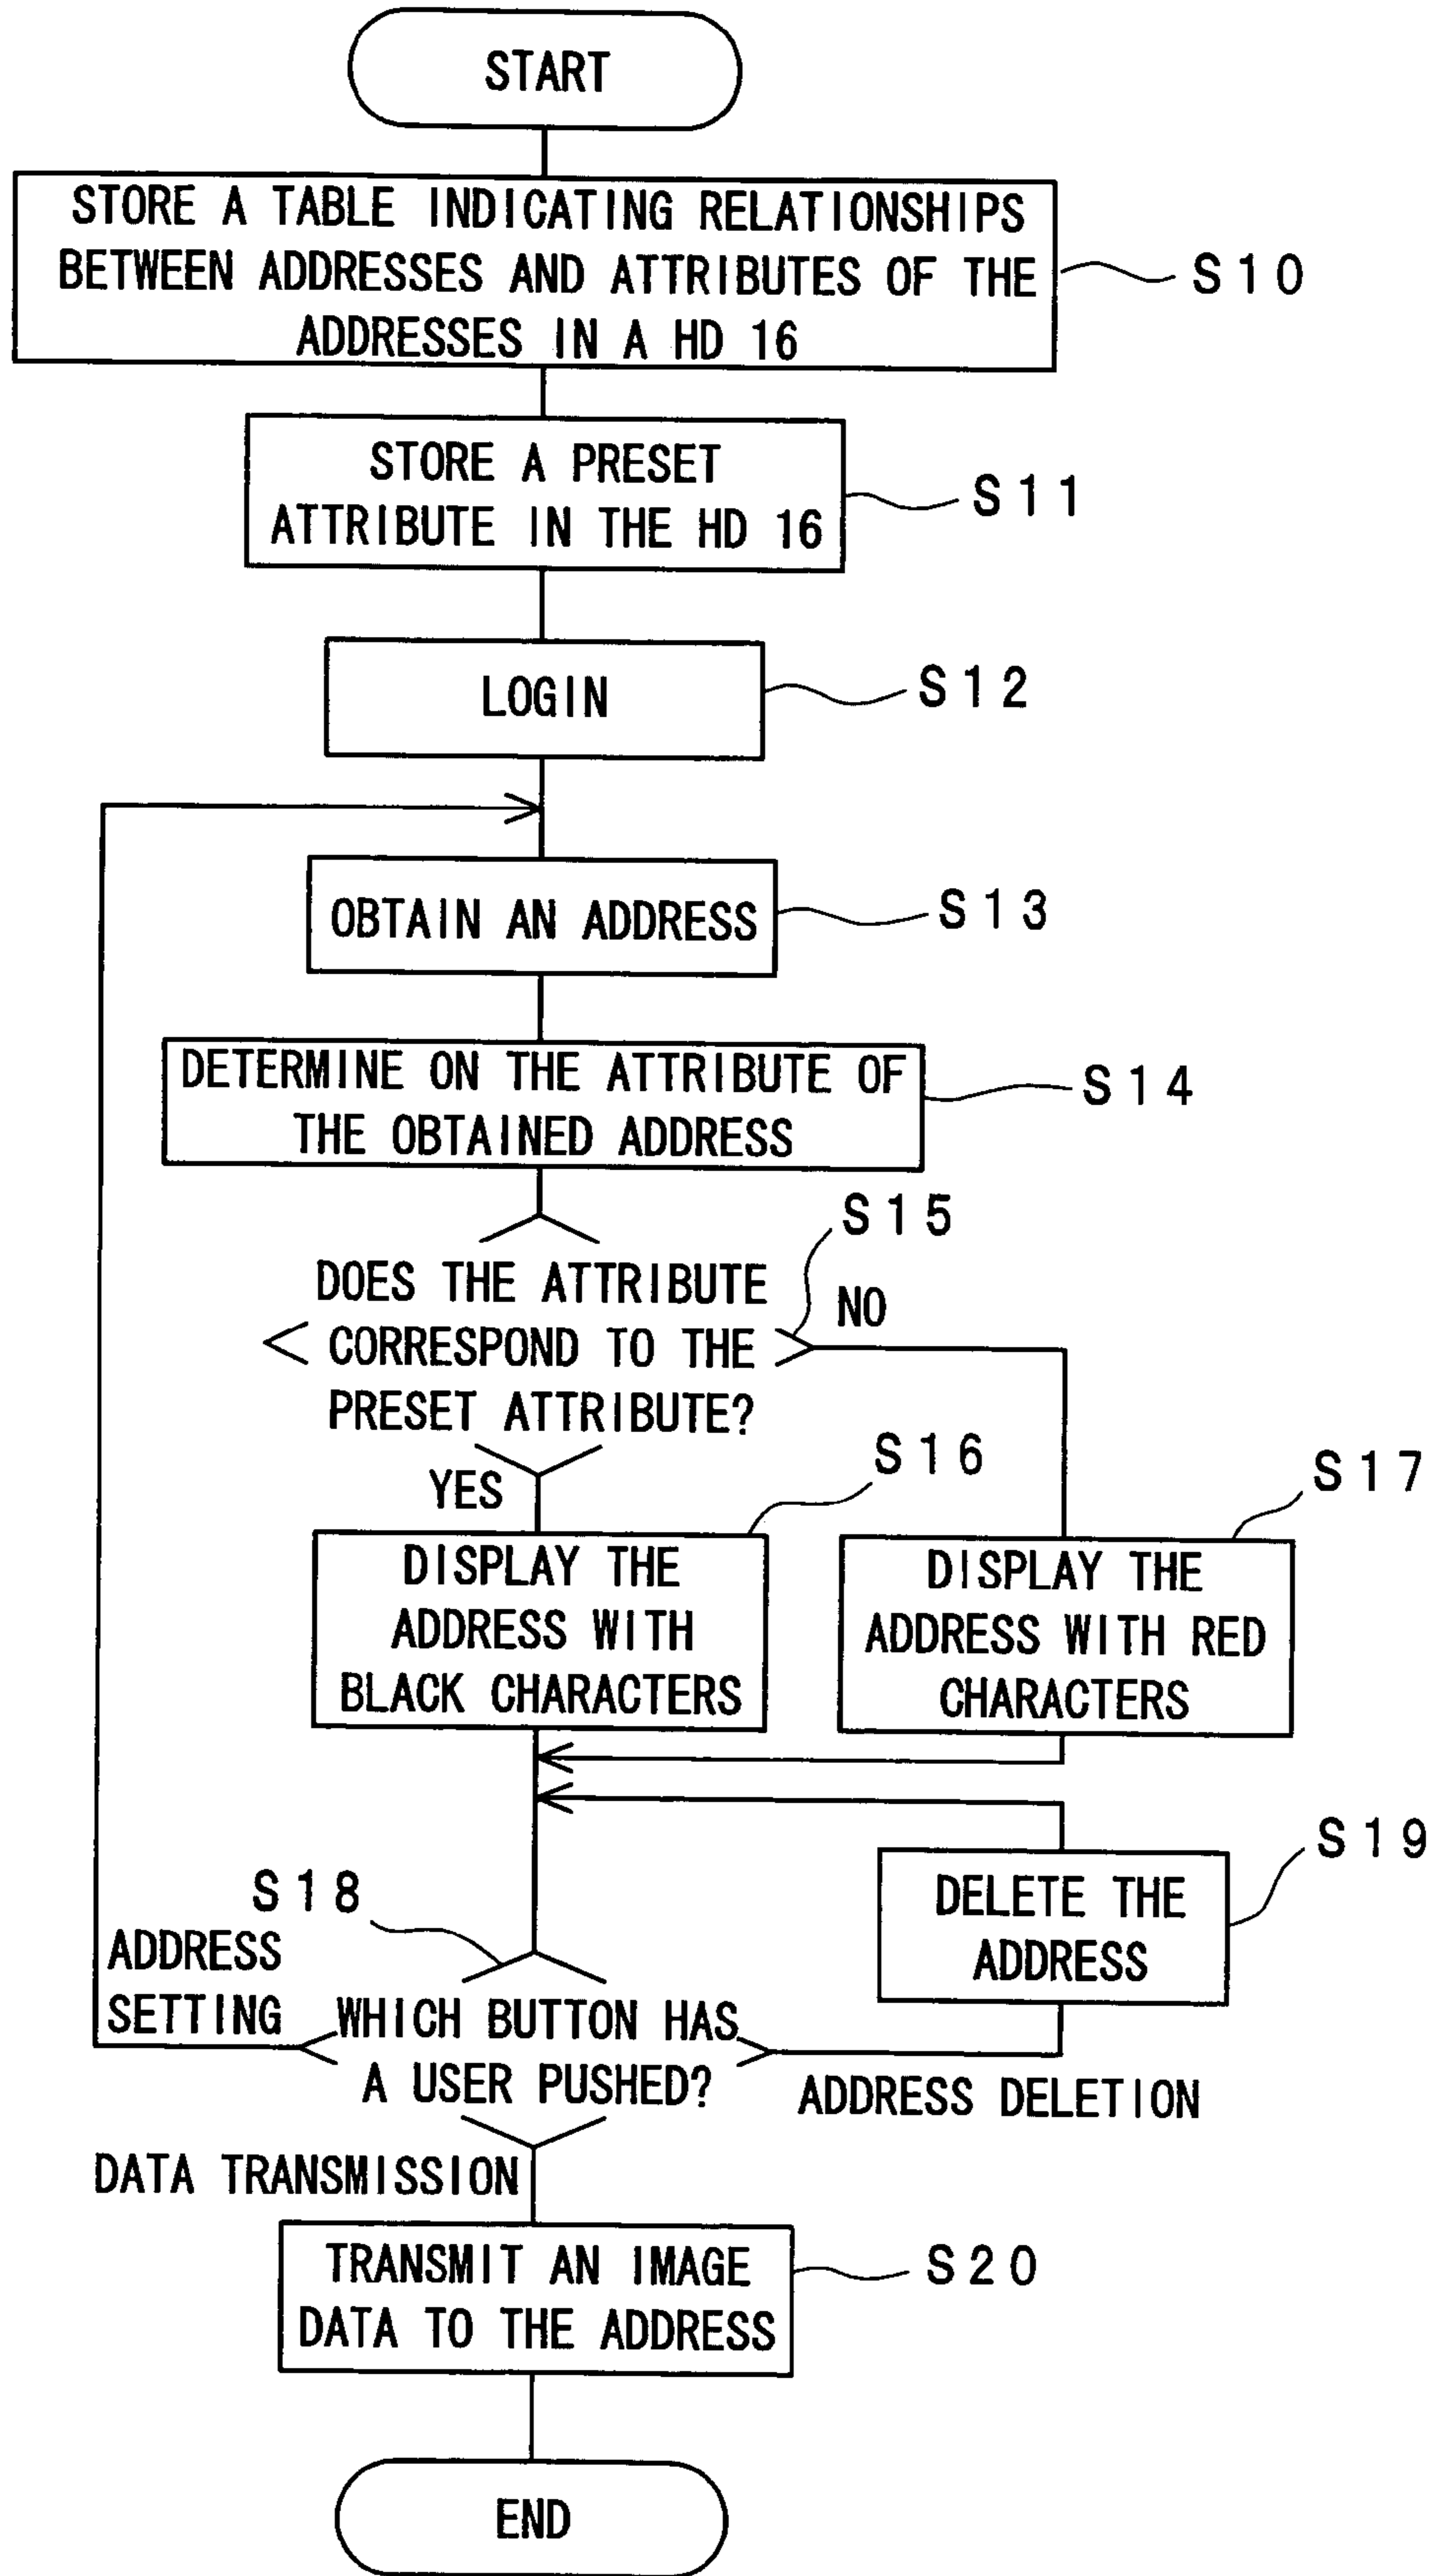 START
STORE A TABLE INDICATING RELATIONSHIPS
BETWEEN ADDRESSES AND ATTRIBUTES OF THE
ADDRESSES IN A HD 16
S10
STORE A PRESET
ATTRIBUTE IN THE HD 16
S11
LOGIN
S12
OBTAIN AN ADDRESS
S13
DETERMINE ON THE ATTRIBUTE OF
THE OBTAINED ADDRESS
S14
S15
DOES THE ATTRIBUTE
CORRESPOND TO THE
PRESET ATTRIBUTE?
NO
YES
S16
DISPLAY THE
ADDRESS WITH
BLACK CHARACTERS
S17
DISPLAY THE
ADDRESS WITH RED
CHARACTERS
S18
S19
DELETE THE
ADDRESS
ADDRESS
SETTING
WHICH BUTTON HAS
A USER PUSHED?
ADDRESS DELETION
DATA TRANSMISSION
TRANSMIT AN IMAGE
DATA TO THE ADDRESS
S20
END